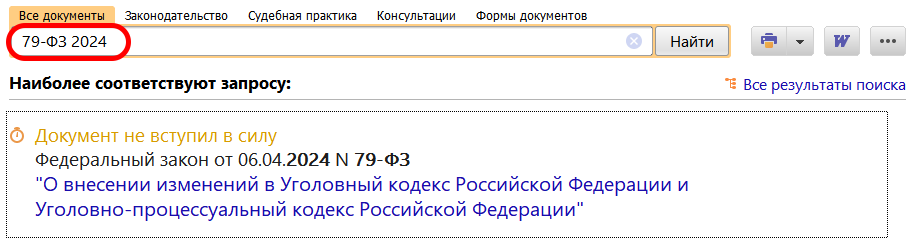 Все документы Законодательство Судебная практика Консультации Формы документов
79-ФЗ 2024 Найти W
Наиболее соответствуют запросу: Все результаты поиска
Документ не вступил в силу
Федеральный закон от 06.04.2024 N 79-ФЗ
"О внесении изменений в Уголовный кодекс Российской Федерации и
Уголовно-процессуальный кодекс Российской Федерации"